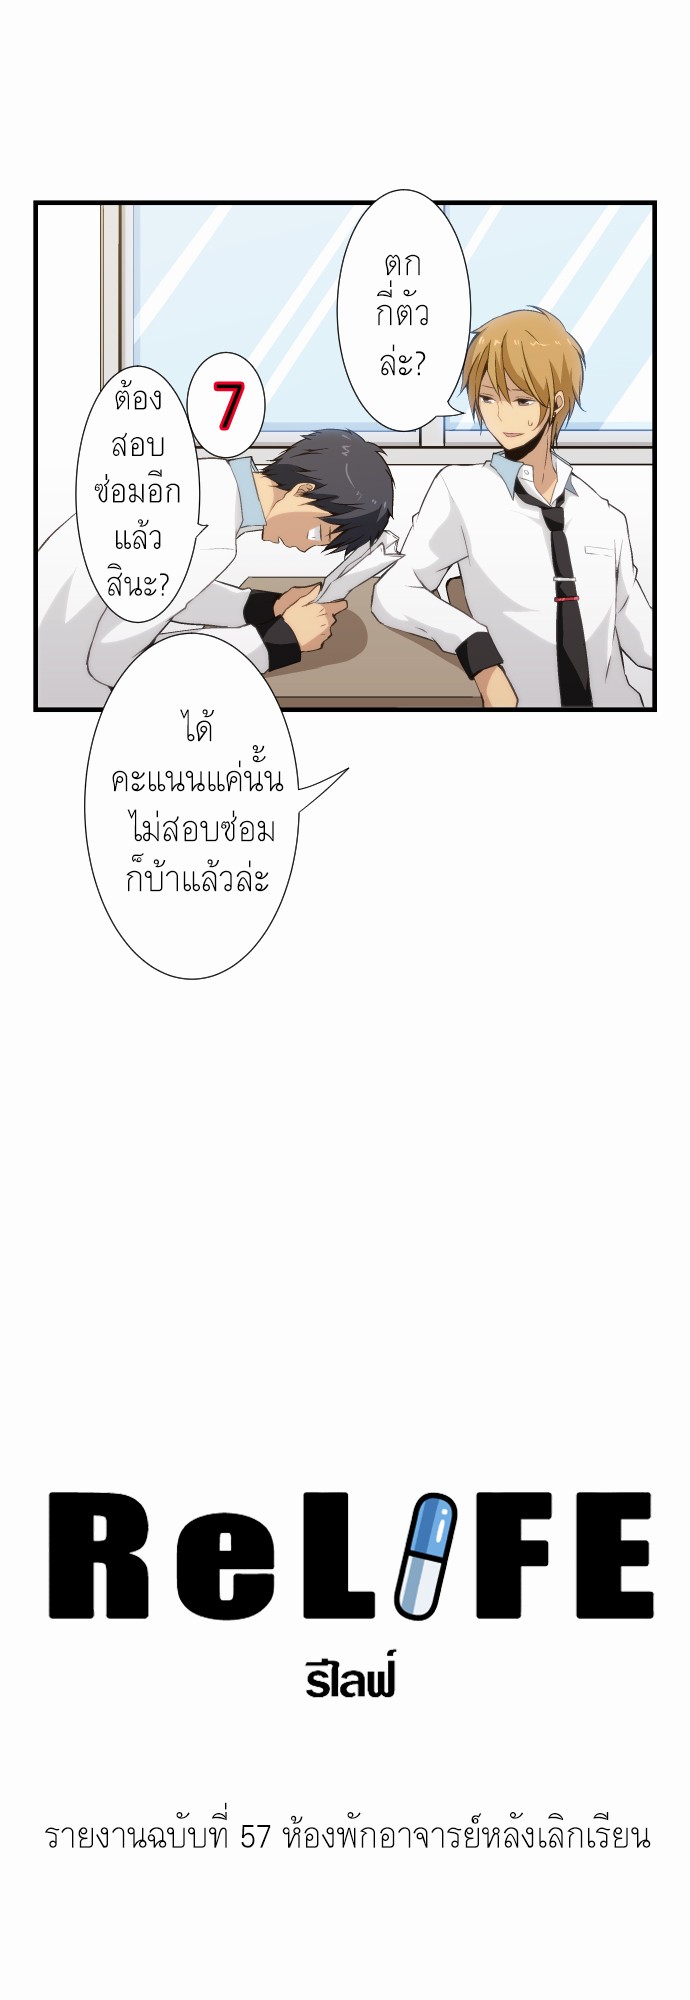 ตก
กี่ตัว
ล่ะ?
7
ต้อง
สอบ
ซ่อมอีก
แล้ว
สินะ?
ได้
คะแนนแค่นั้น
ไม่สอบซ่อม
ก็บ้าแล้วล่ะ
ReLIFE
รีไลฟ์
รายงานฉบับที่ 57 ห้องพักอาจารย์หลังเลิกเรียน